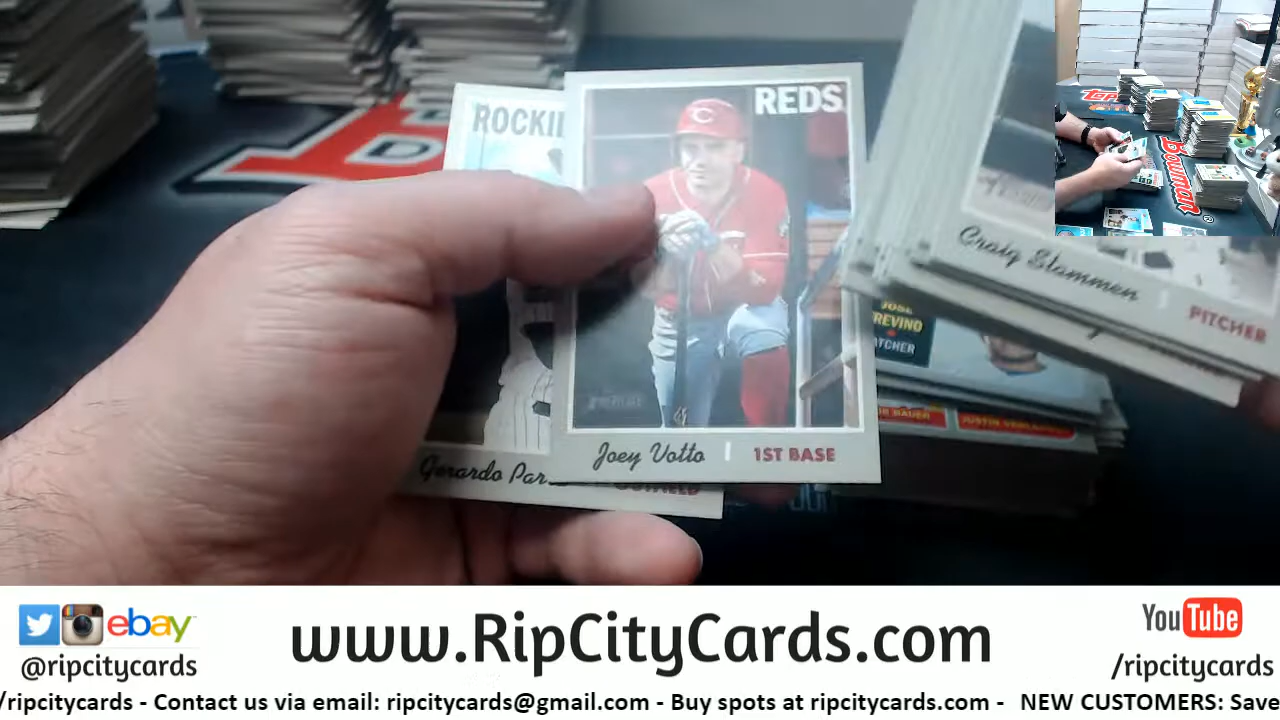 ROCKI
REDS
Craig Stammen | PITCHER
JOSE
TREVINO
CATCHER
BAUER
Joey Votto | 1ST BASE
Gerardo Par
topps
Bowman
ebay
@ripcitycards
www.RipCityCards.com
YouTube
/ripcitycards
/ripcitycards - Contact us via email: ripcitycards@gmail.com - Buy spots at ripcitycards.com - NEW CUSTOMERS: Save